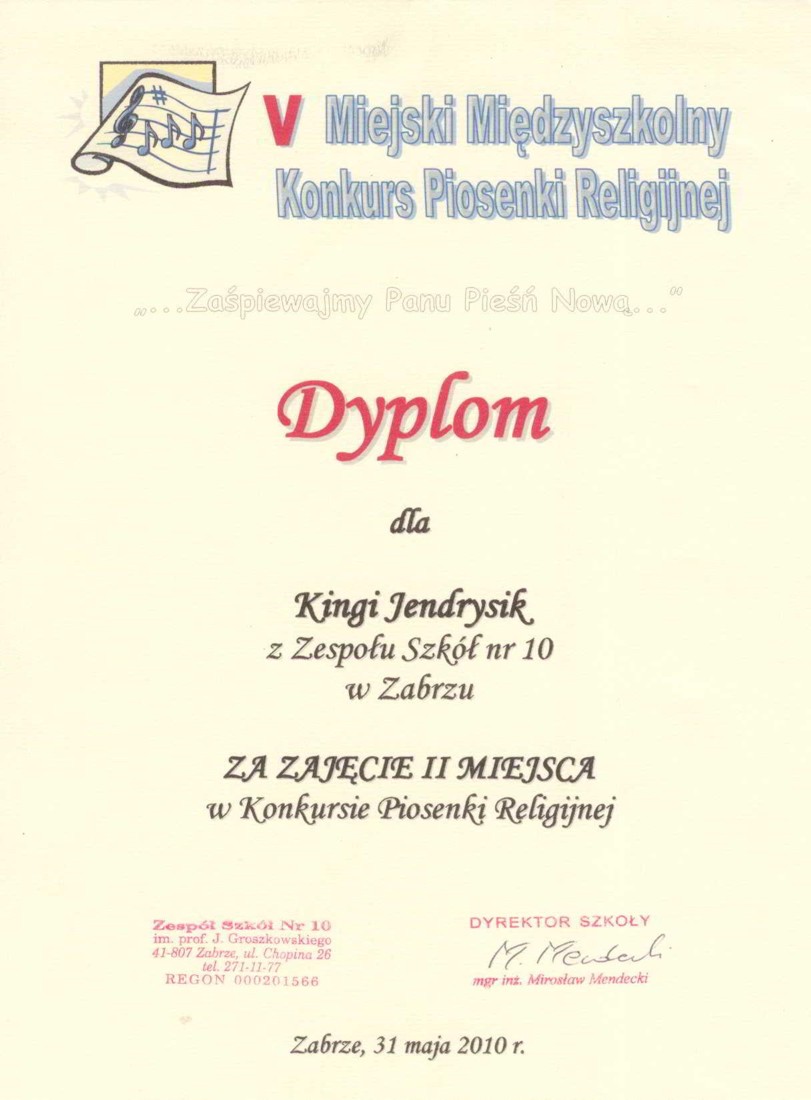 V Miejski Międzyszkolny
Konkurs Piosenki Religijnej
„...Zaśpiewajmy Panu Pieśń Nową..."
Dyplom
dla
Kingi Jendrysik
z Zespołu Szkół nr 10
w Zabrzu
ZA ZAJĘCIE II MIEJSCA
w Konkursie Piosenki Religijnej
Zespół Szkół Nr 10
im. prof. J. Groszkowskiego
41-807 Zabrze, ul. Chopina 26
tel. 271-11-77
REGON 000201566
DYREKTOR SZKOŁY
M. Mendecki
mgr inż. Mirosław Mendecki
Zabrze, 31 maja 2010 r.